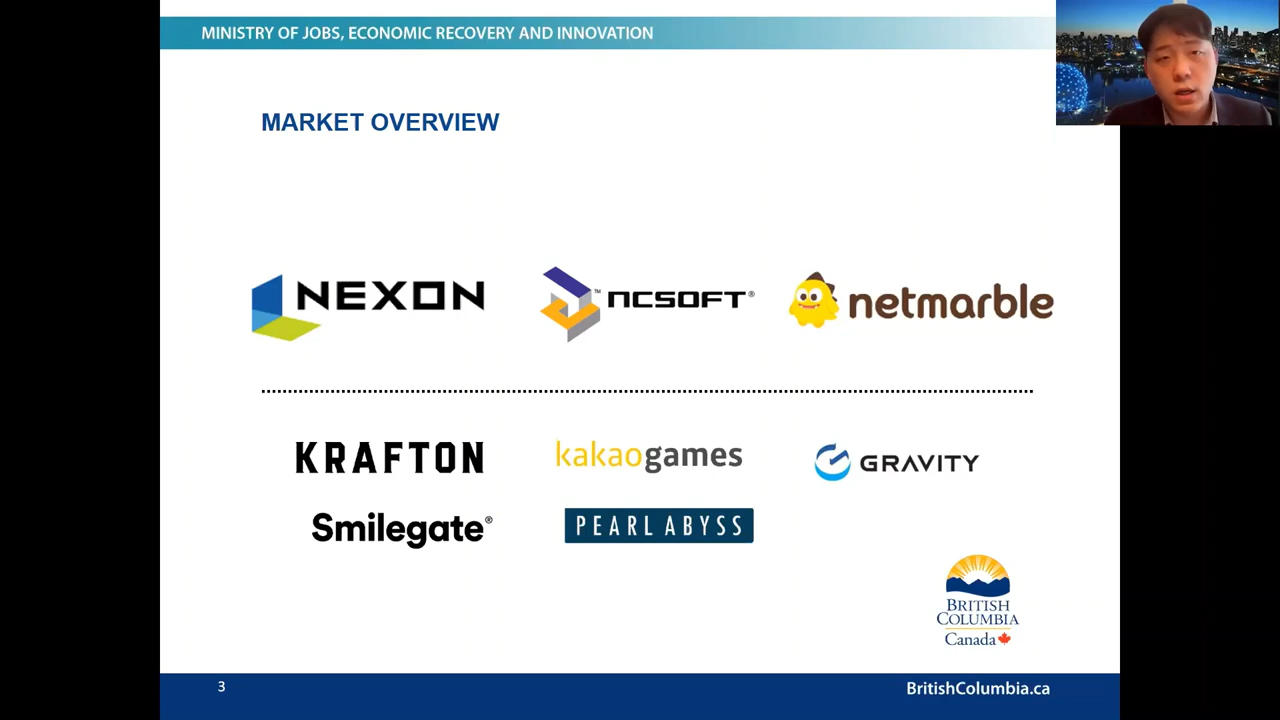 MINISTRY OF JOBS, ECONOMIC RECOVERY AND INNOVATION
MARKET OVERVIEW
NEXON
™ NCSOFT®
netmarble
KRAFTON
kakaogames
GRAVITY
Smilegate®
PEARL ABYSS
BRITISH
COLUMBIA
Canada
3
BritishColumbia.ca